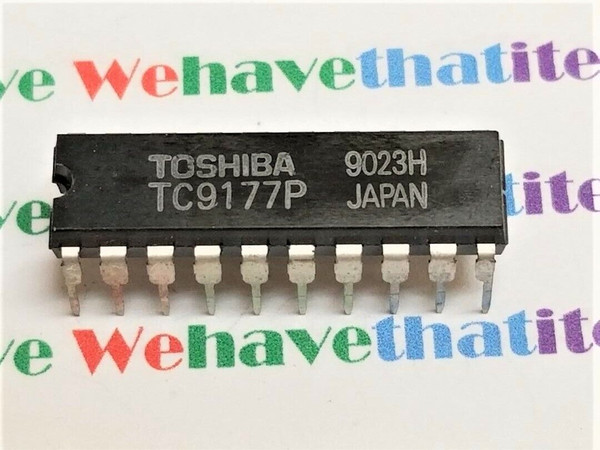 ve Wehavethatite
TOSHIBA 9023H
TC9177P JAPAN
ve Wehavethatite